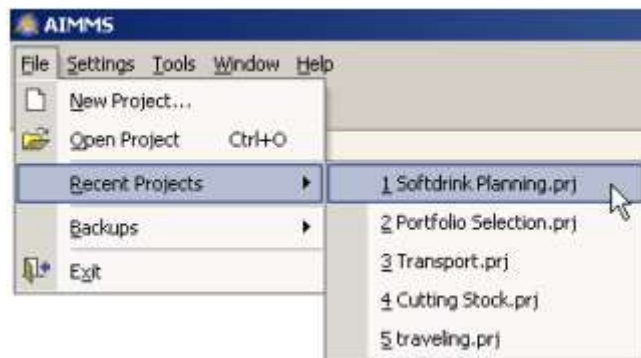 AIMMS
File Settings Tools Window Help
New Project...
Open Project Ctrl+O
Recent Projects
Backups
Exit
1 Softdrink Planning.prj
2 Portfolio Selection.prj
3 Transport.prj
4 Cutting Stock.prj
5 traveling.prj